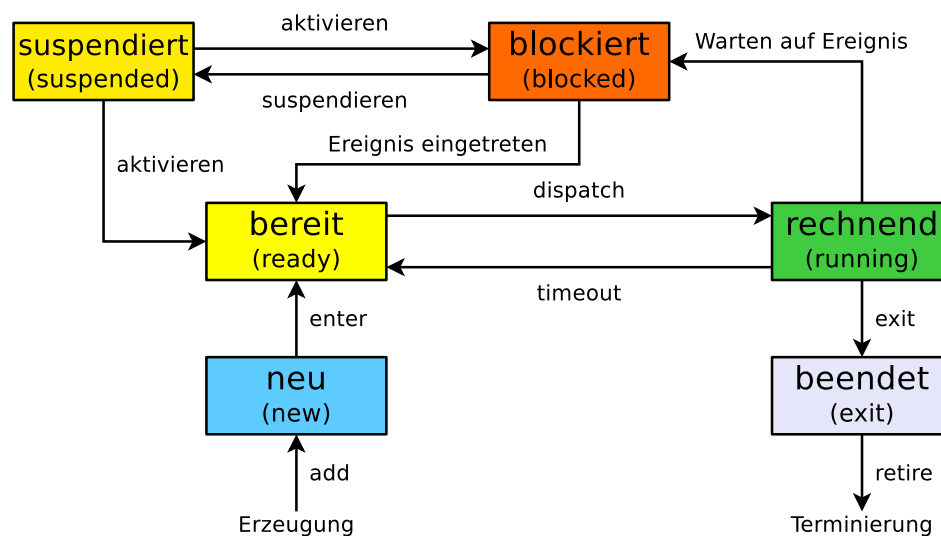 aktivieren
suspendiert
(suspended)
blockiert
(blocked)
Warten auf Ereignis
suspendieren
Ereignis eingetreten
aktivieren
dispatch
bereit
(ready)
rechnend
(running)
timeout
enter
exit
neu
(new)
beendet
(exit)
add
retire
Erzeugung
Terminierung